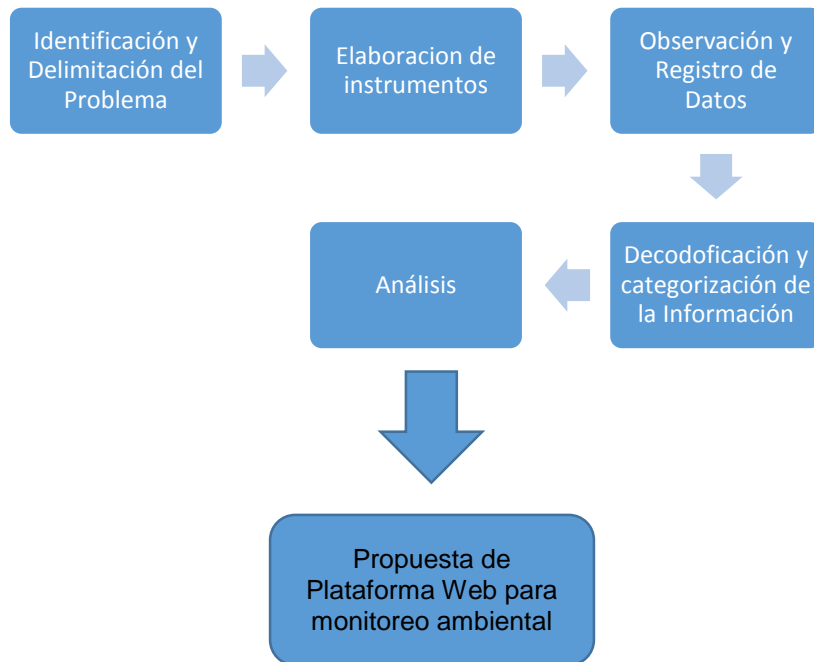 Identificación y
Delimitación del
Problema
Elaboracion de
instrumentos
Observación y
Registro de
Datos
Decodoficación y
categorización de
la Información
Análisis
Propuesta de
Plataforma Web para
monitoreo ambiental